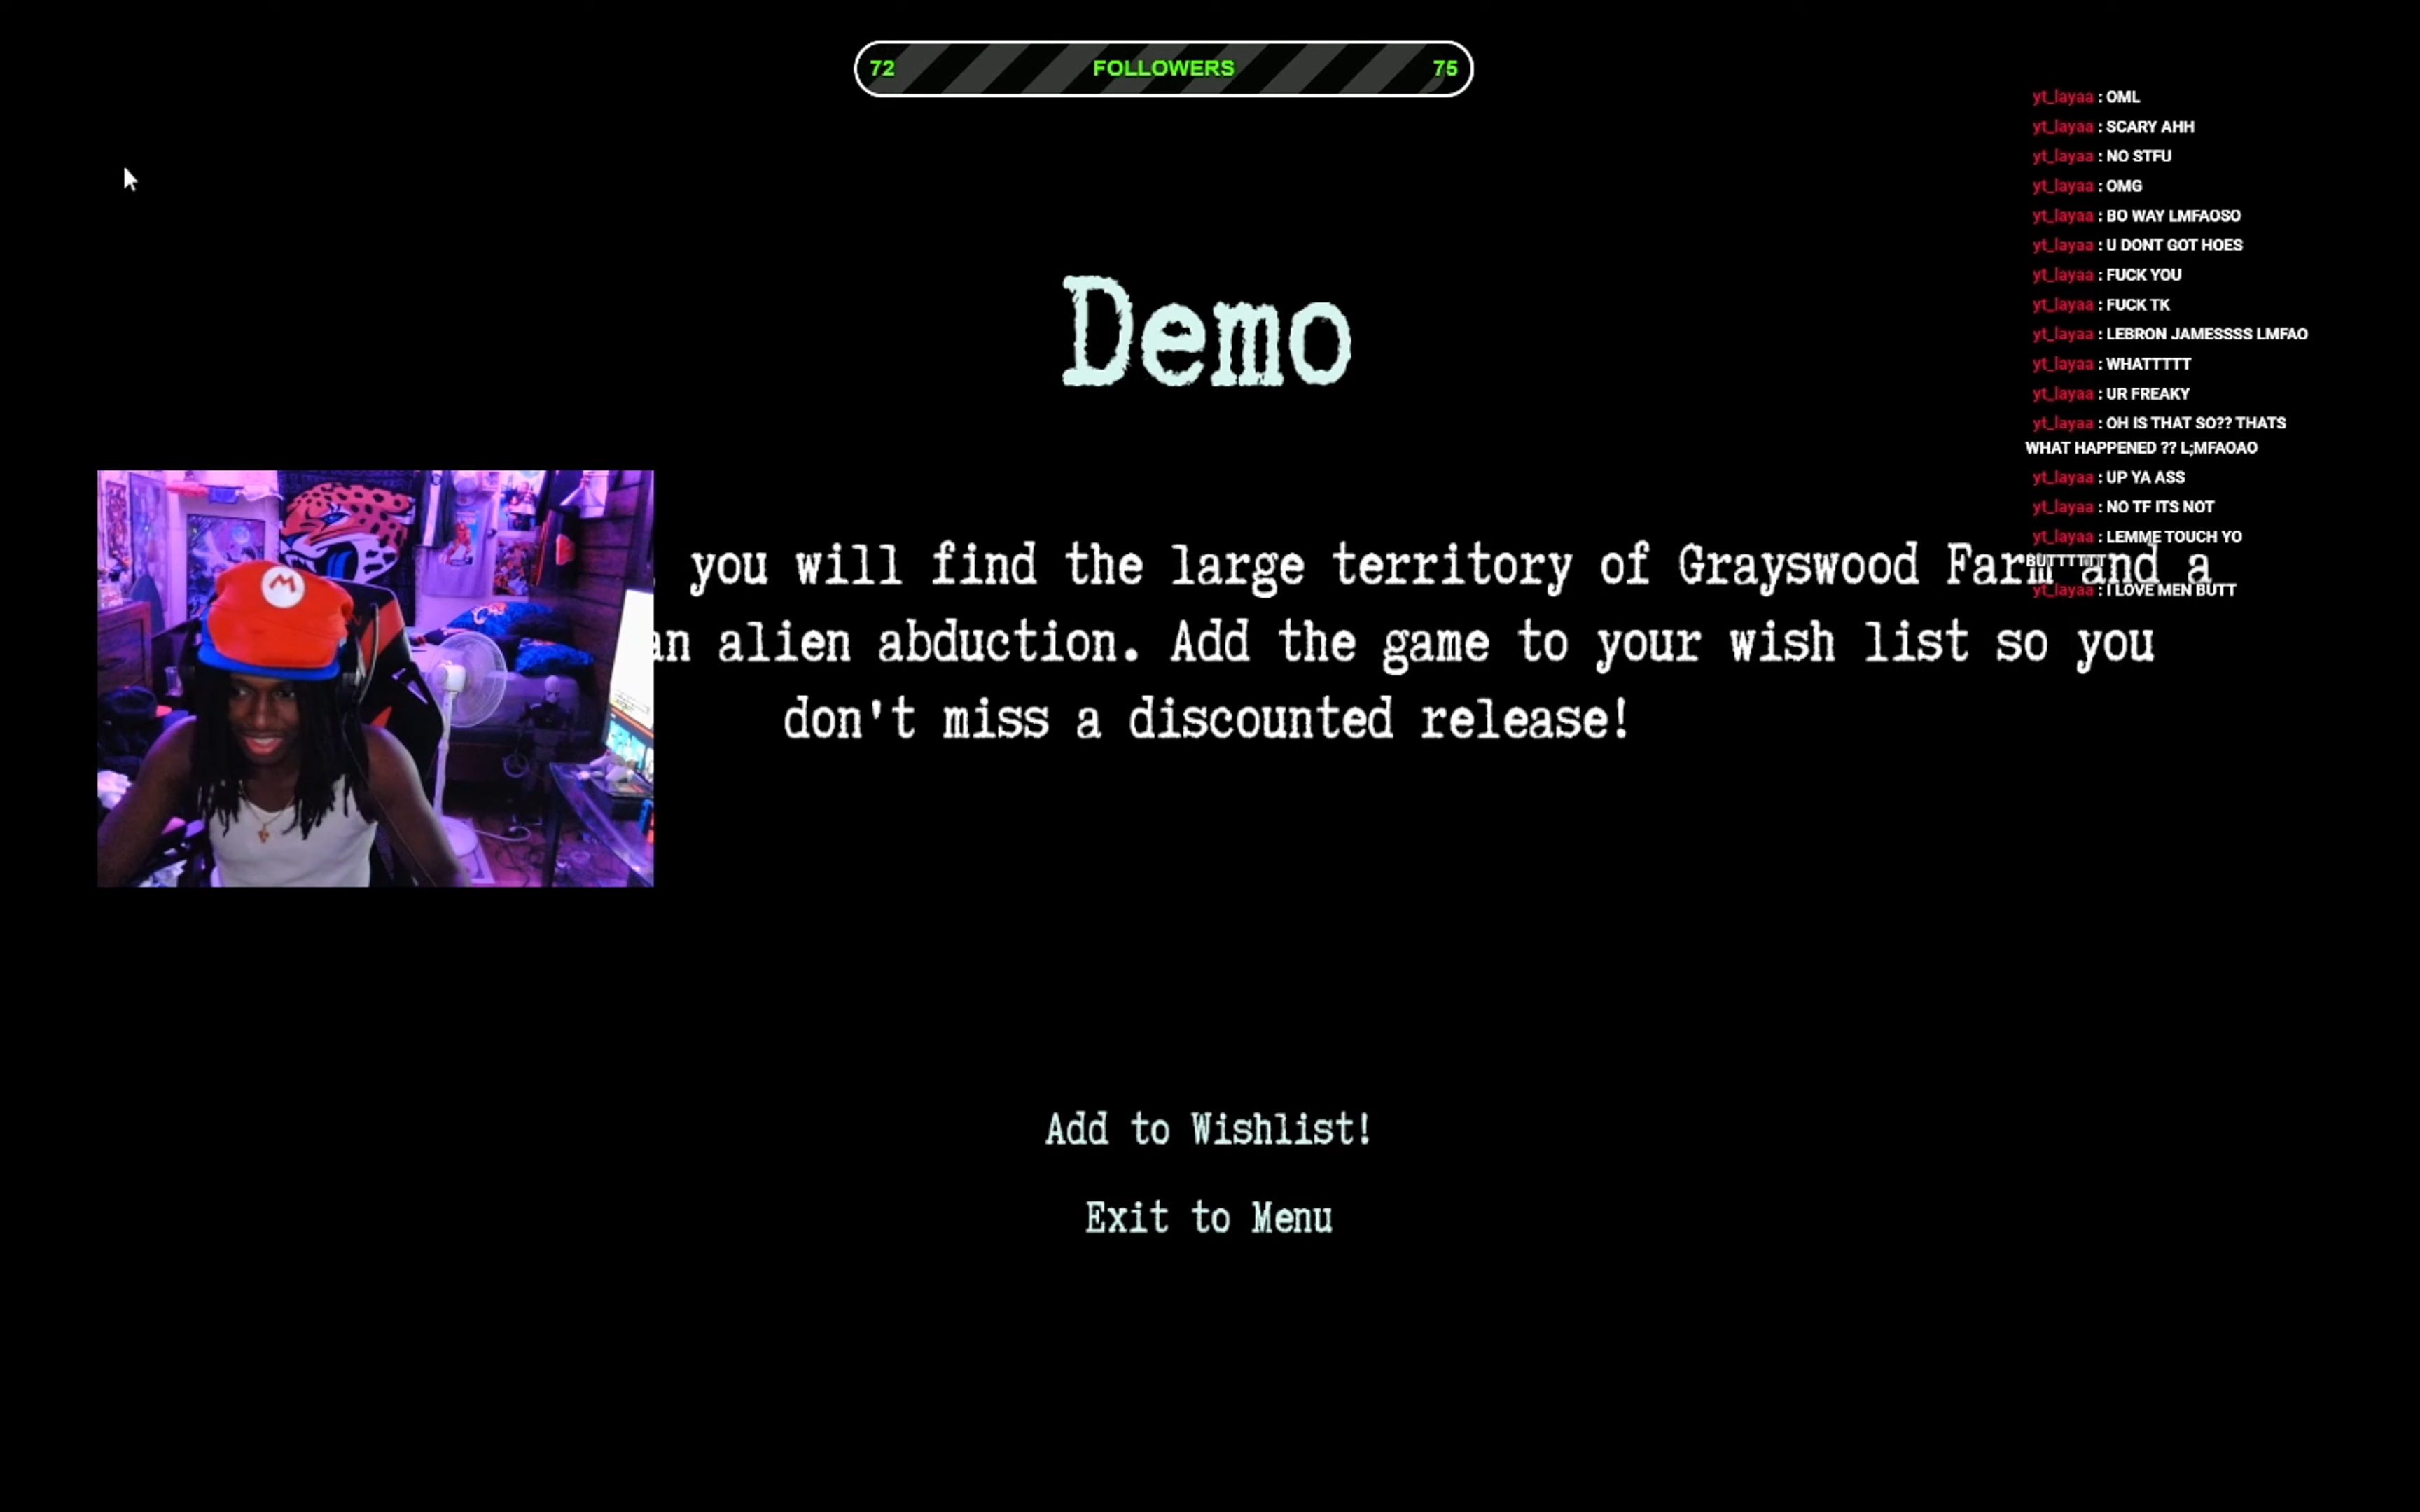 72 FOLLOWERS 75
yt_layaa : OML
yt_layaa : SCARY AHH
yt_layaa : NO STFU
yt_layaa : OMG
yt_layaa : BO WAY LMFAOSO
yt_layaa : U DONT GOT HOES
yt_layaa : FUCK YOU
yt_layaa : FUCK TK
yt_layaa : LEBRON JAMESSSS LMFAO
yt_layaa : WHATTTTT
yt_layaa : UR FREAKY
yt_layaa : OH IS THAT SO?? THATS
WHAT HAPPENED ?? L;MFAOAO
yt_layaa : UP YA ASS
yt_layaa : NO TF ITS NOT
yt_layaa : LEMME TOUCH YO
yt_layaa : I LOVE MEN BUTT
Demo
M
you will find the large territory of Grayswood Farm and a
an alien abduction. Add the game to your wish list so you
don't miss a discounted release!
Add to Wishlist!
Exit to Menu